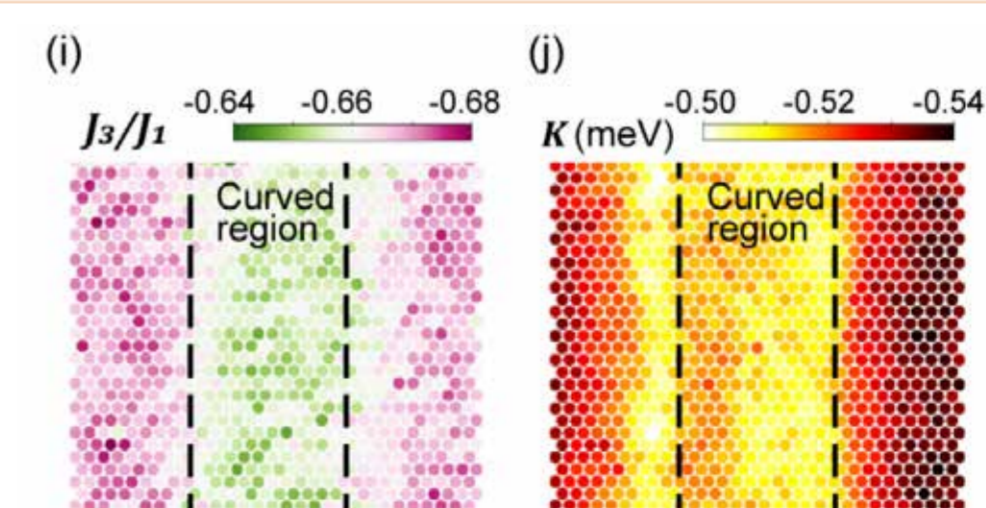 (i)
J₃/J₁
-0.64 -0.66 -0.68
Curved
region
(j)
K (meV)
-0.50 -0.52 -0.54
Curved
region